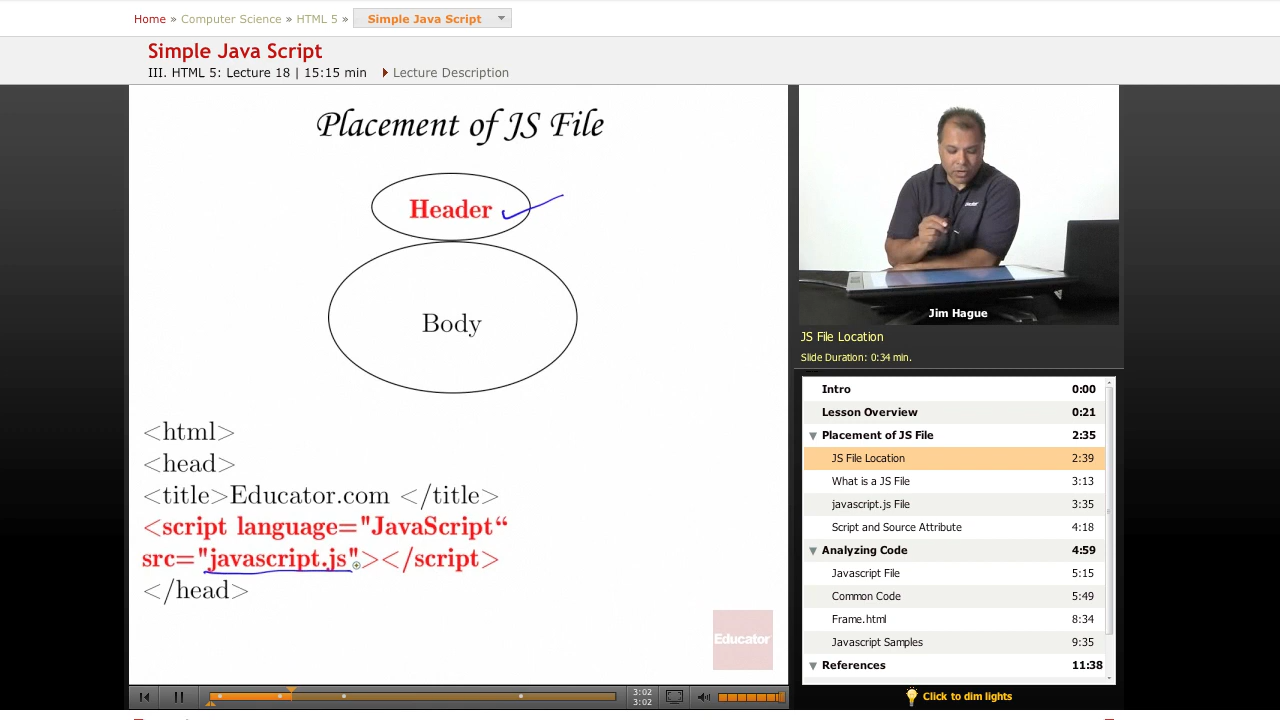 Home » Computer Science » HTML 5 » Simple Java Script
Simple Java Script
III. HTML 5: Lecture 18 | 15:15 min Lecture Description
Placement of JS File
Header
Body
<html>
<head>
<title>Educator.com </title>
<script language="JavaScript“
src="javascript.js"></script>
</head>
Educator
3:02
3:02
Jim Hague
JS File Location
Slide Duration: 0:34 min.
Intro 0:00
Lesson Overview 0:21
Placement of JS File 2:35
JS File Location 2:39
What is a JS File 3:13
javascript.js File 3:35
Script and Source Attribute 4:18
Analyzing Code 4:59
Javascript File 5:15
Common Code 5:49
Frame.html 8:34
Javascript Samples 9:35
References 11:38
Click to dim lights